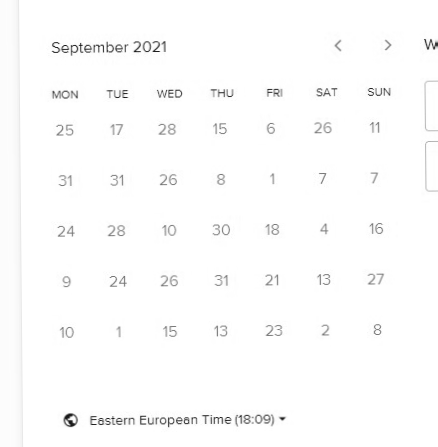 September 2021
MON TUE WED THU FRI SAT SUN
25 17 28 15 6 26 11
31 31 26 8 1 7 7
24 28 10 30 18 4 16
9 24 26 31 21 13 27
10 1 15 13 23 2 8
Eastern European Time (18:09)